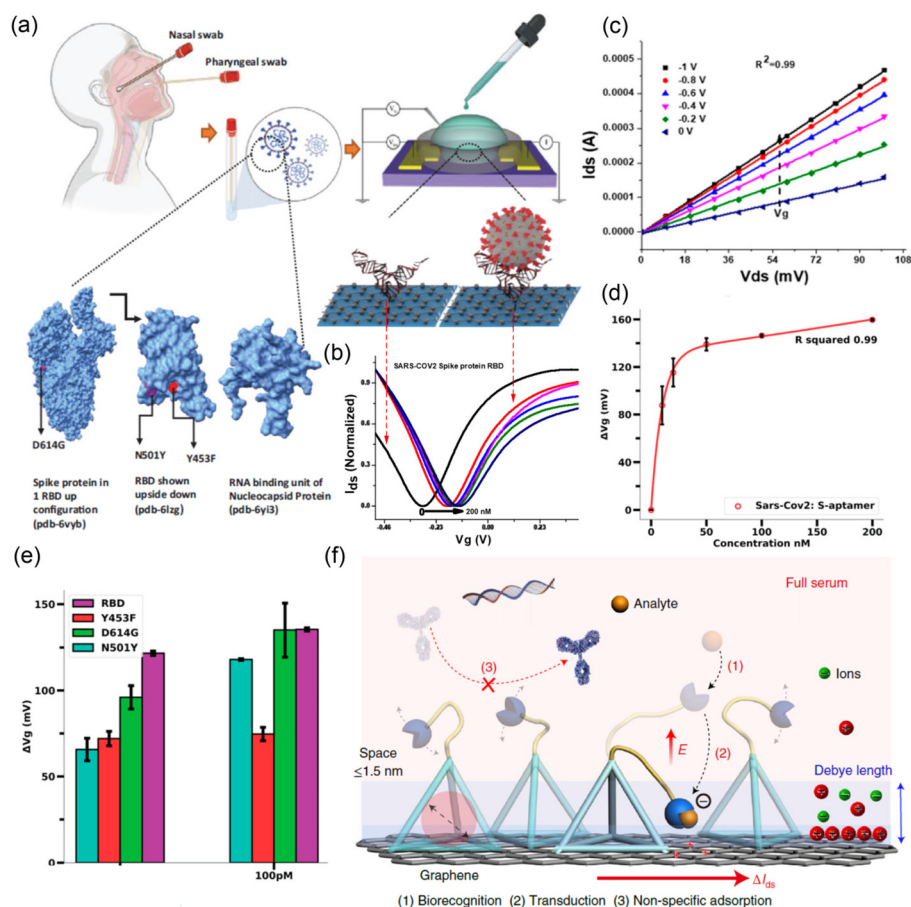 (a)
Nasal swab
Pharyngeal swab
D614G
N501Y
Y453F
Spike protein in
1 RBD up
configuration
(pdb-6vyb)
RBD shown
upside down
(pdb-6lzg)
RNA binding unit of
Nucleocapsid Protein
(pdb-6yi3)
(b)
SARS-COV2 Spike protein RBD
Ids (Normalized)
0.9
0.6
0.3
0.0
0
200 nM
-0.46
-0.23
0.00
0.23
Vg (V)
(c)
R2=0.99
-1 V
-0.8 V
-0.6 V
-0.4 V
-0.2 V
0 V
Ids (A)
0.0005
0.0004
0.0003
0.0002
0.0001
0.0000
Vg
0 18 36 54 72 90 108
Vds (mV)
(d)
R squared 0.99
ΔVg (mV)
160
120
80
40
0
Sars-Cov2: S-aptamer
0 50 100 150 200
Concentration nM
(e)
RBD
Y453F
D614G
N501Y
ΔVg (mV)
150
100
50
0
100pM
(f)
Full serum
Analyte
(1)
(3)
Ions
Space
≤1.5 nm
E
(2)
Debye length
Graphene
ΔIds
(1) Biorecognition (2) Transduction (3) Non-specific adsorption